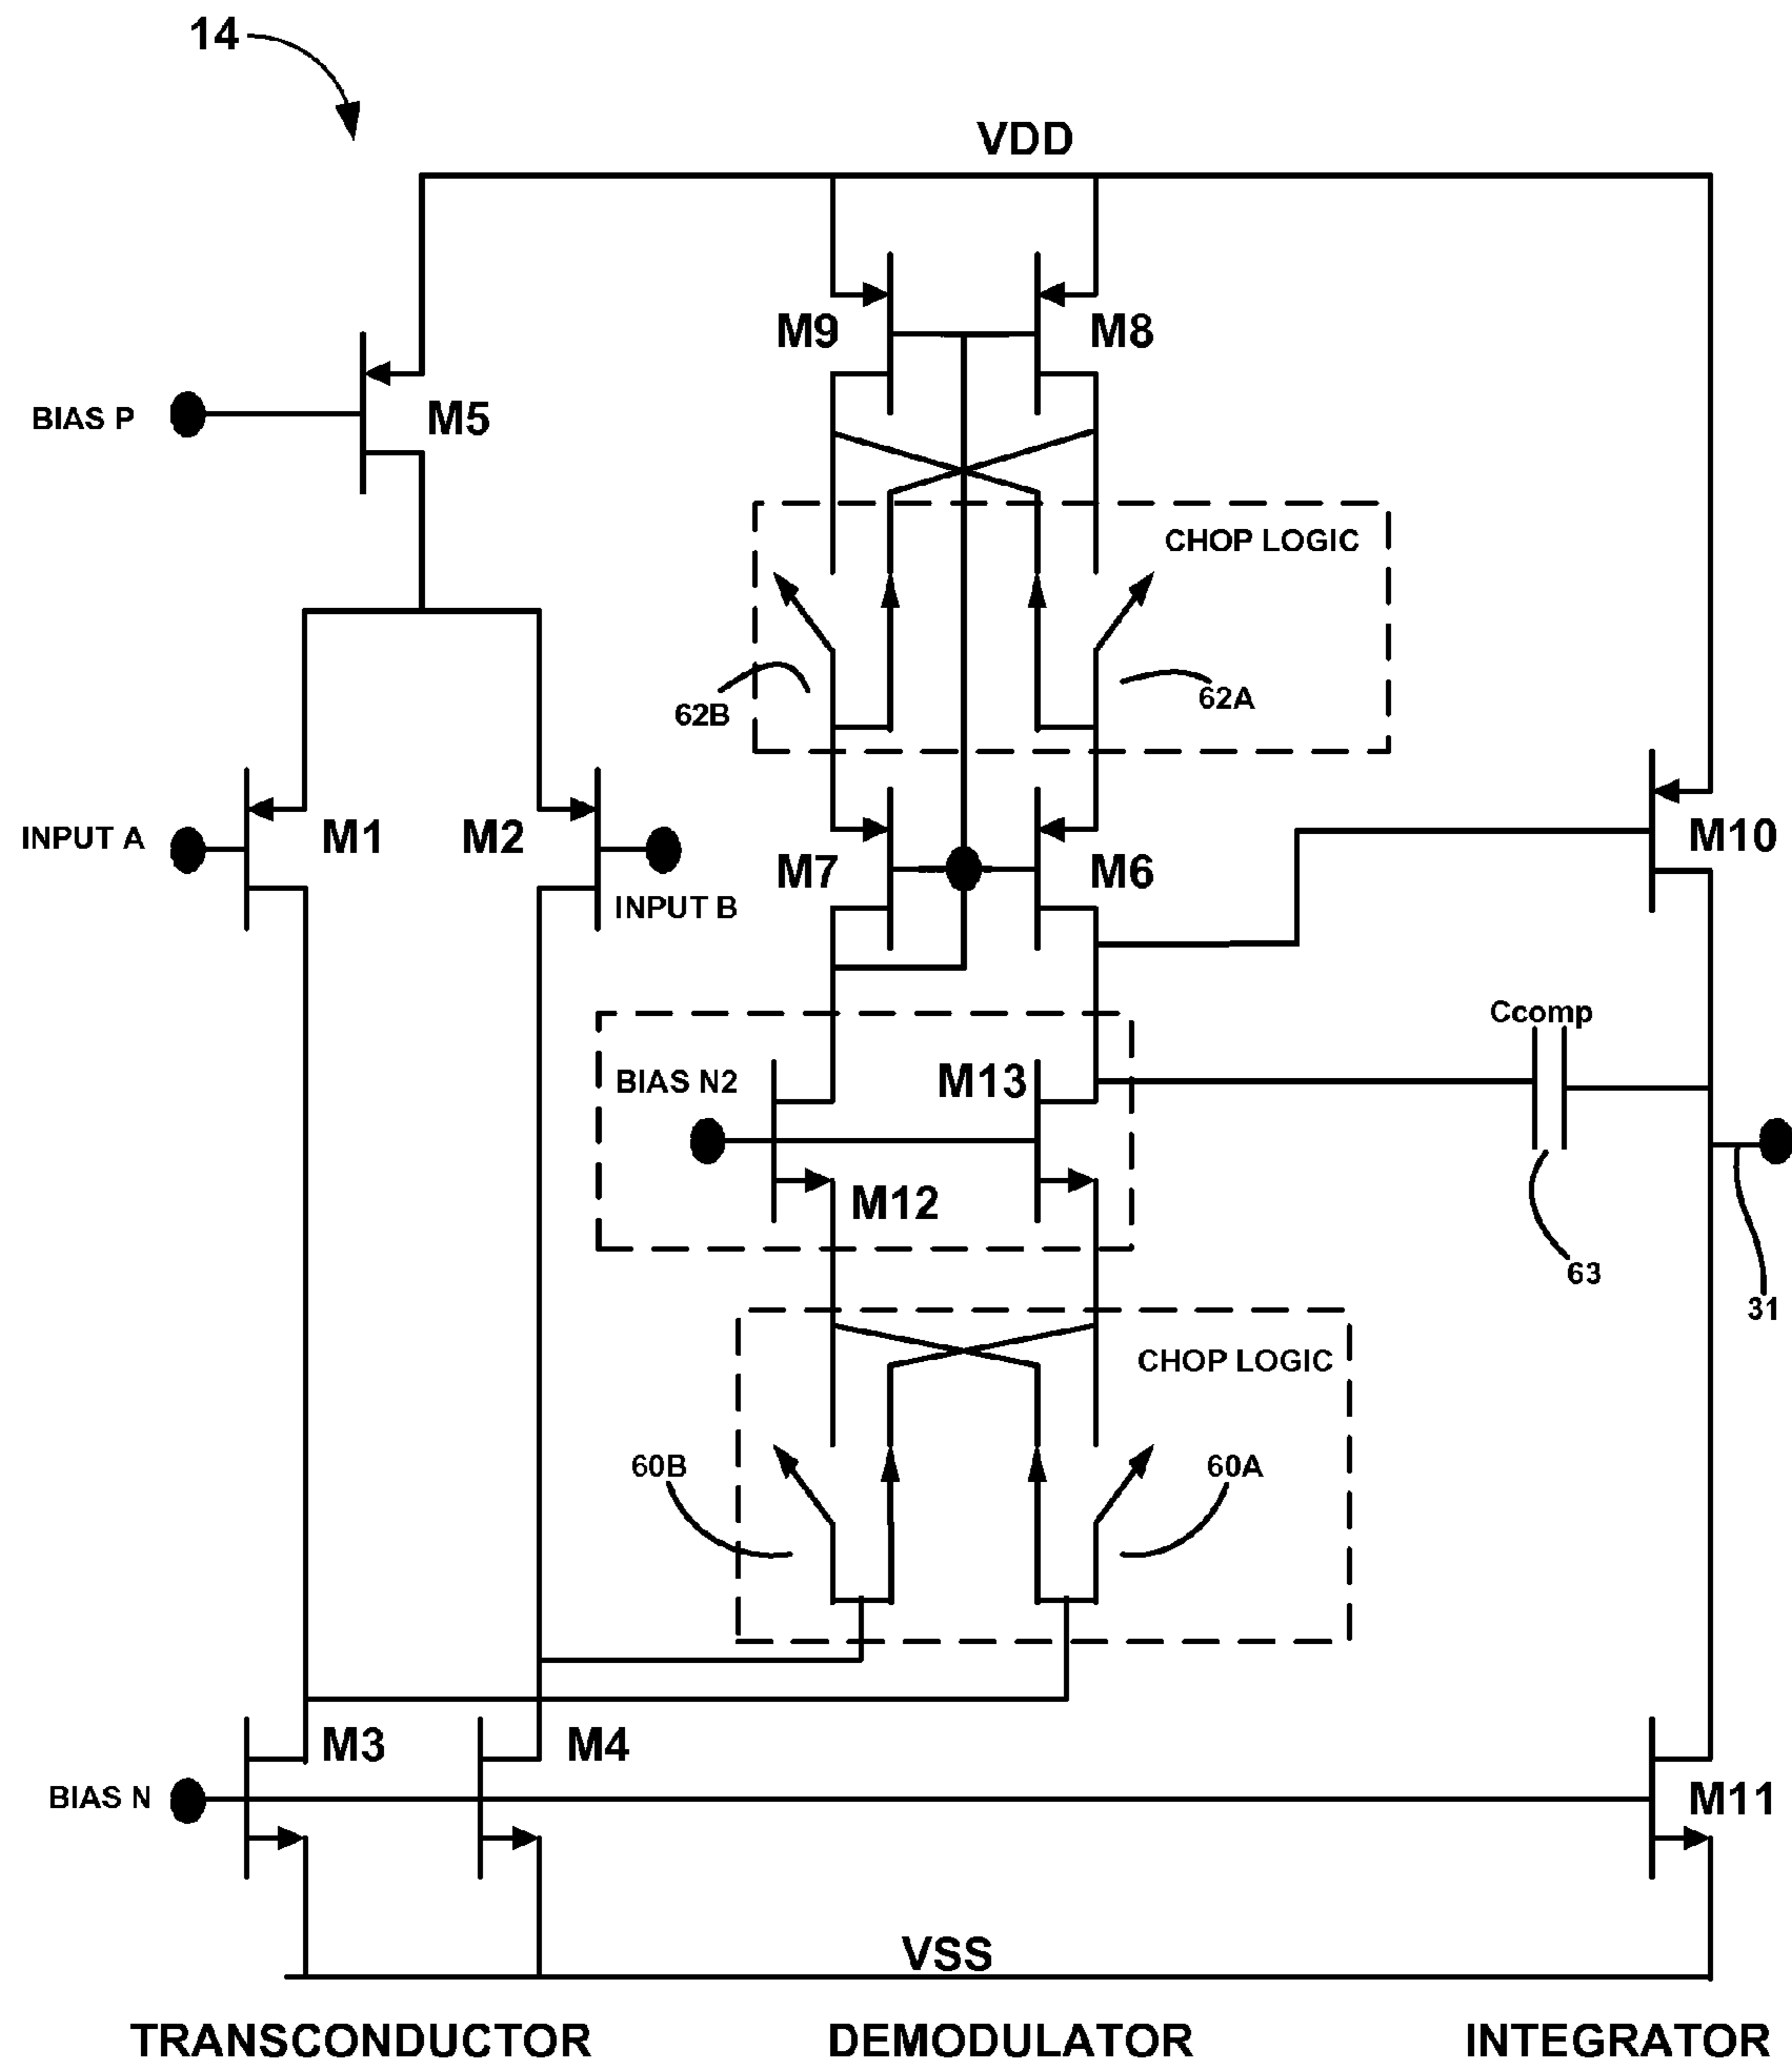 14
VDD
M9
M8
BIAS P
M5
CHOP LOGIC
62B
62A
INPUT A
M1
M2
INPUT B
M7
M6
M10
Ccomp
BIAS N2
M13
M12
63
31
CHOP LOGIC
60B
60A
M3
M4
BIAS N
M11
VSS
TRANSCONDUCTOR
DEMODULATOR
INTEGRATOR